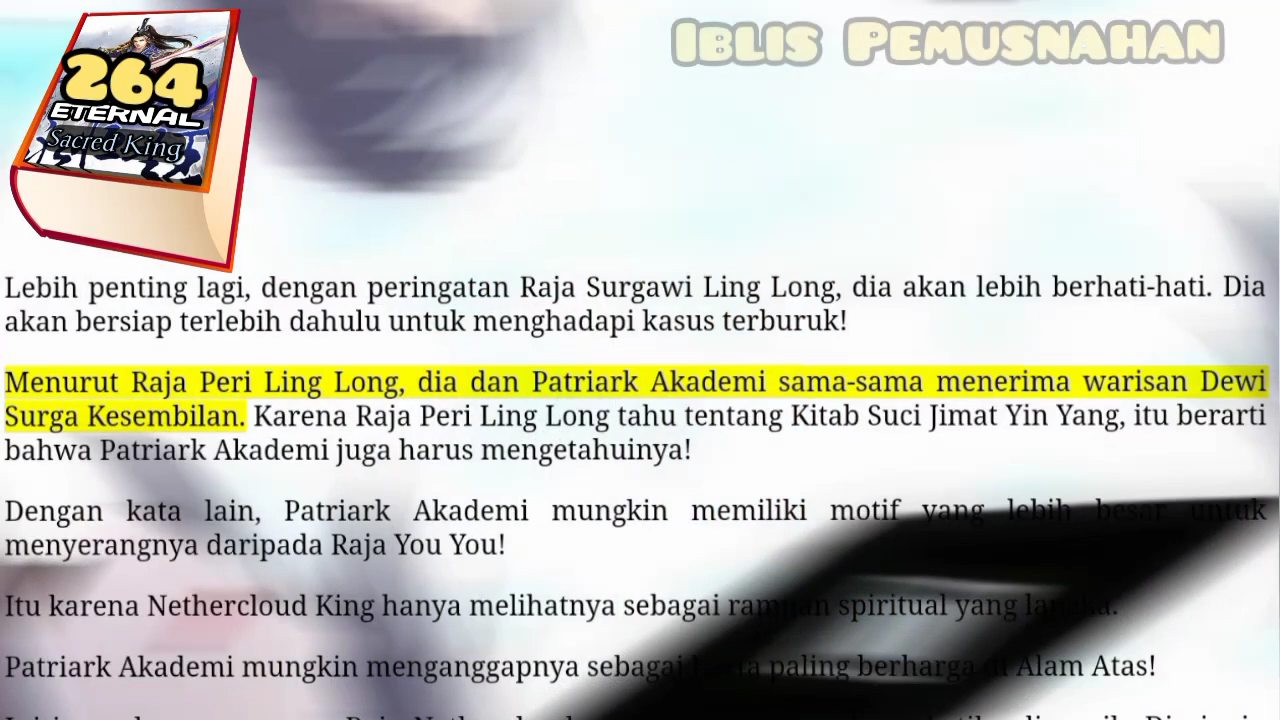 264
ETERNAL
Sacred King
Iblis Pemusnahan
Lebih penting lagi, dengan peringatan Raja Surgawi Ling Long, dia akan lebih berhati-hati. Dia
akan bersiap terlebih dahulu untuk menghadapi kasus terburuk!
Menurut Raja Peri Ling Long, dia dan Patriark Akademi sama-sama menerima warisan Dewi
Surga Kesembilan. Karena Raja Peri Ling Long tahu tentang Kitab Suci Jimat Yin Yang, itu berarti
bahwa Patriark Akademi juga harus mengetahuinya!
Dengan kata lain, Patriark Akademi mungkin memiliki motif yang lebih besar untuk
menyerangnya daripada Raja You You!
Itu karena Nethercloud King hanya melihatnya sebagai ramuan spiritual yang langka.
Patriark Akademi mungkin menganggapnya sebagai paling berharga di Alam Atas!